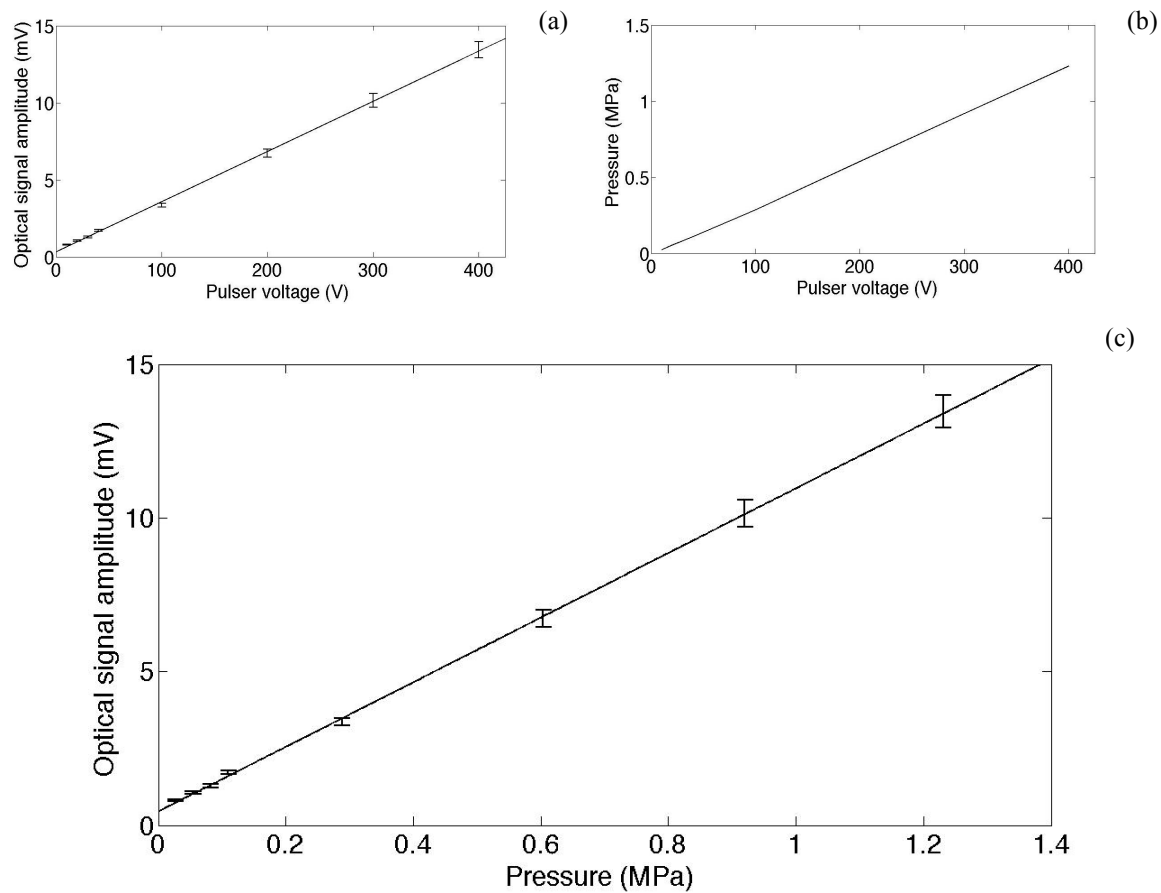 (a)
15
10
5
0
0 100 200 300 400
Optical signal amplitude (mV)
Pulser voltage (V)
(b)
1.5
1
0.5
0
0 100 200 300 400
Pressure (MPa)
Pulser voltage (V)
(c)
15
10
5
0
0 0.2 0.4 0.6 0.8 1 1.2 1.4
Optical signal amplitude (mV)
Pressure (MPa)